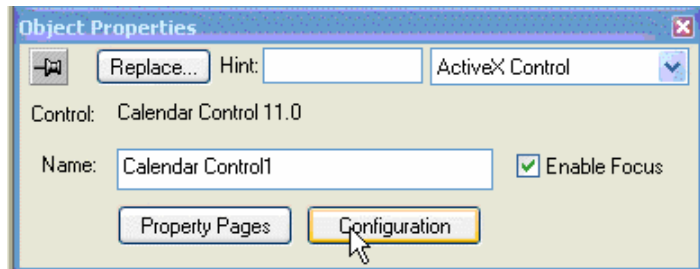 Object Properties
Replace... Hint: ActiveX Control
Control: Calendar Control 11.0
Name: Calendar Control1 Enable Focus
Property Pages Configuration